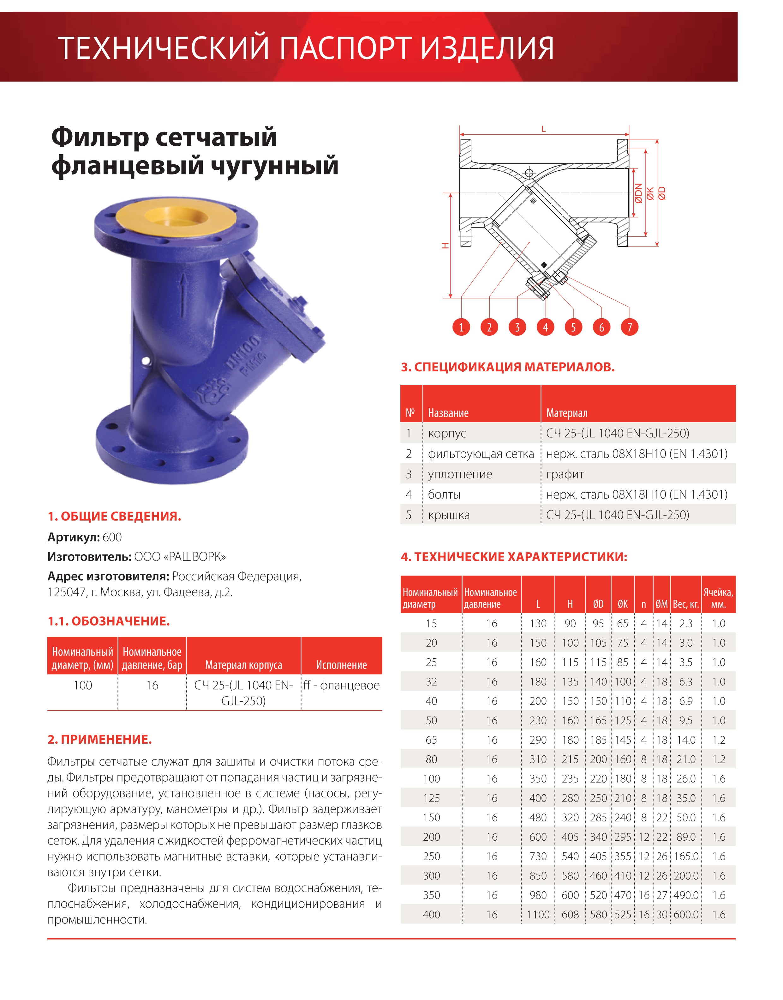 ТЕХНИЧЕСКИЙ ПАСПОРТ ИЗДЕЛИЯ
Фильтр сетчатый
фланцевый чугунный
DN100
PN16
1. ОБЩИЕ СВЕДЕНИЯ.
Артикул: 600
Изготовитель: ООО «РАШВОРК»
Адрес изготовителя: Российская Федерация,
125047, г. Москва, ул. Фадеева, д.2.
1.1. ОБОЗНАЧЕНИЕ.
Номинальный диаметр, (мм) Номинальное давление, бар Материал корпуса Исполнение
100 16 СЧ 25-(JL 1040 EN- ff - фланцевое
GJL-250)
2. ПРИМЕНЕНИЕ.
Фильтры сетчатые служат для зашиты и очистки потока сре-
ды. Фильтры предотвращают от попадания частиц и загрязне-
ний оборудование, установленное в системе (насосы, регу-
лирующую арматуру, манометры и др.). Фильтр задерживает
загрязнения, размеры которых не превышают размер глазков
сеток. Для удаления с жидкостей ферромагнетических частиц
нужно использовать магнитные вставки, которые устанавли-
ваются внутри сетки.
Фильтры предназначены для систем водоснабжения, те-
плоснабжения, холодоснабжения, кондиционирования и
промышленности.
L
H
ØDN
ØK
ØD
1 2 3 4 5 6 7
3. СПЕЦИФИКАЦИЯ МАТЕРИАЛОВ.
№ Название Материал
1 корпус СЧ 25-(JL 1040 EN-GJL-250)
2 фильтрующая сетка нерж. сталь 08Х18Н10 (EN 1.4301)
3 уплотнение графит
4 болты нерж. сталь 08Х18Н10 (EN 1.4301)
5 крышка СЧ 25-(JL 1040 EN-GJL-250)
4. ТЕХНИЧЕСКИЕ ХАРАКТЕРИСТИКИ:
Номинальный диаметр Номинальное давление L H ØD ØK n ØM Вес, кг. Ячейка, мм.
15 16 130 90 95 65 4 14 2.3 1.0
20 16 150 100 105 75 4 14 3.0 1.0
25 16 160 115 115 85 4 14 3.5 1.0
32 16 180 135 140 100 4 18 6.3 1.0
40 16 200 150 150 110 4 18 6.9 1.0
50 16 230 160 165 125 4 18 9.5 1.0
65 16 290 180 185 145 4 18 14.0 1.2
80 16 310 215 200 160 8 18 21.0 1.2
100 16 350 235 220 180 8 18 26.0 1.6
125 16 400 280 250 210 8 18 35.0 1.6
150 16 480 320 285 240 8 22 50.0 1.6
200 16 600 405 340 295 12 22 89.0 1.6
250 16 730 540 405 355 12 26 165.0 1.6
300 16 850 580 460 410 12 26 200.0 1.6
350 16 980 600 520 470 16 27 490.0 1.6
400 16 1100 608 580 525 16 30 600.0 1.6